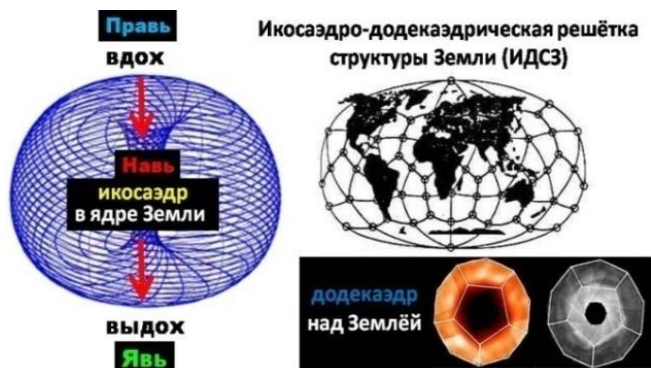 Правь
вдох
Навь
икосаэдр
в ядре Земли
выдох
Явь
Икосаэдро-додекаэдрическая решётка
структуры Земли (ИДСЗ)
додекаэдр
над Землёй